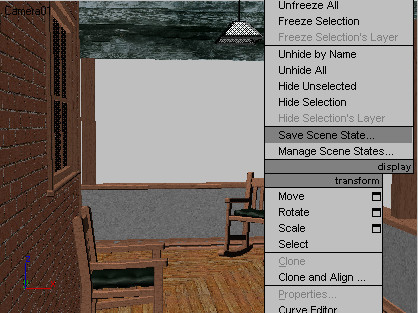 Camera01
Unfreeze All
Freeze Selection
Freeze Selection's Layer
Unhide by Name
Unhide All
Hide Unselected
Hide Selection
Hide Selection's Layer
Save Scene State...
Manage Scene States...
display
transform
Move
Rotate
Scale
Select
Clone
Clone and Align ...
Properties...
Curve Editor